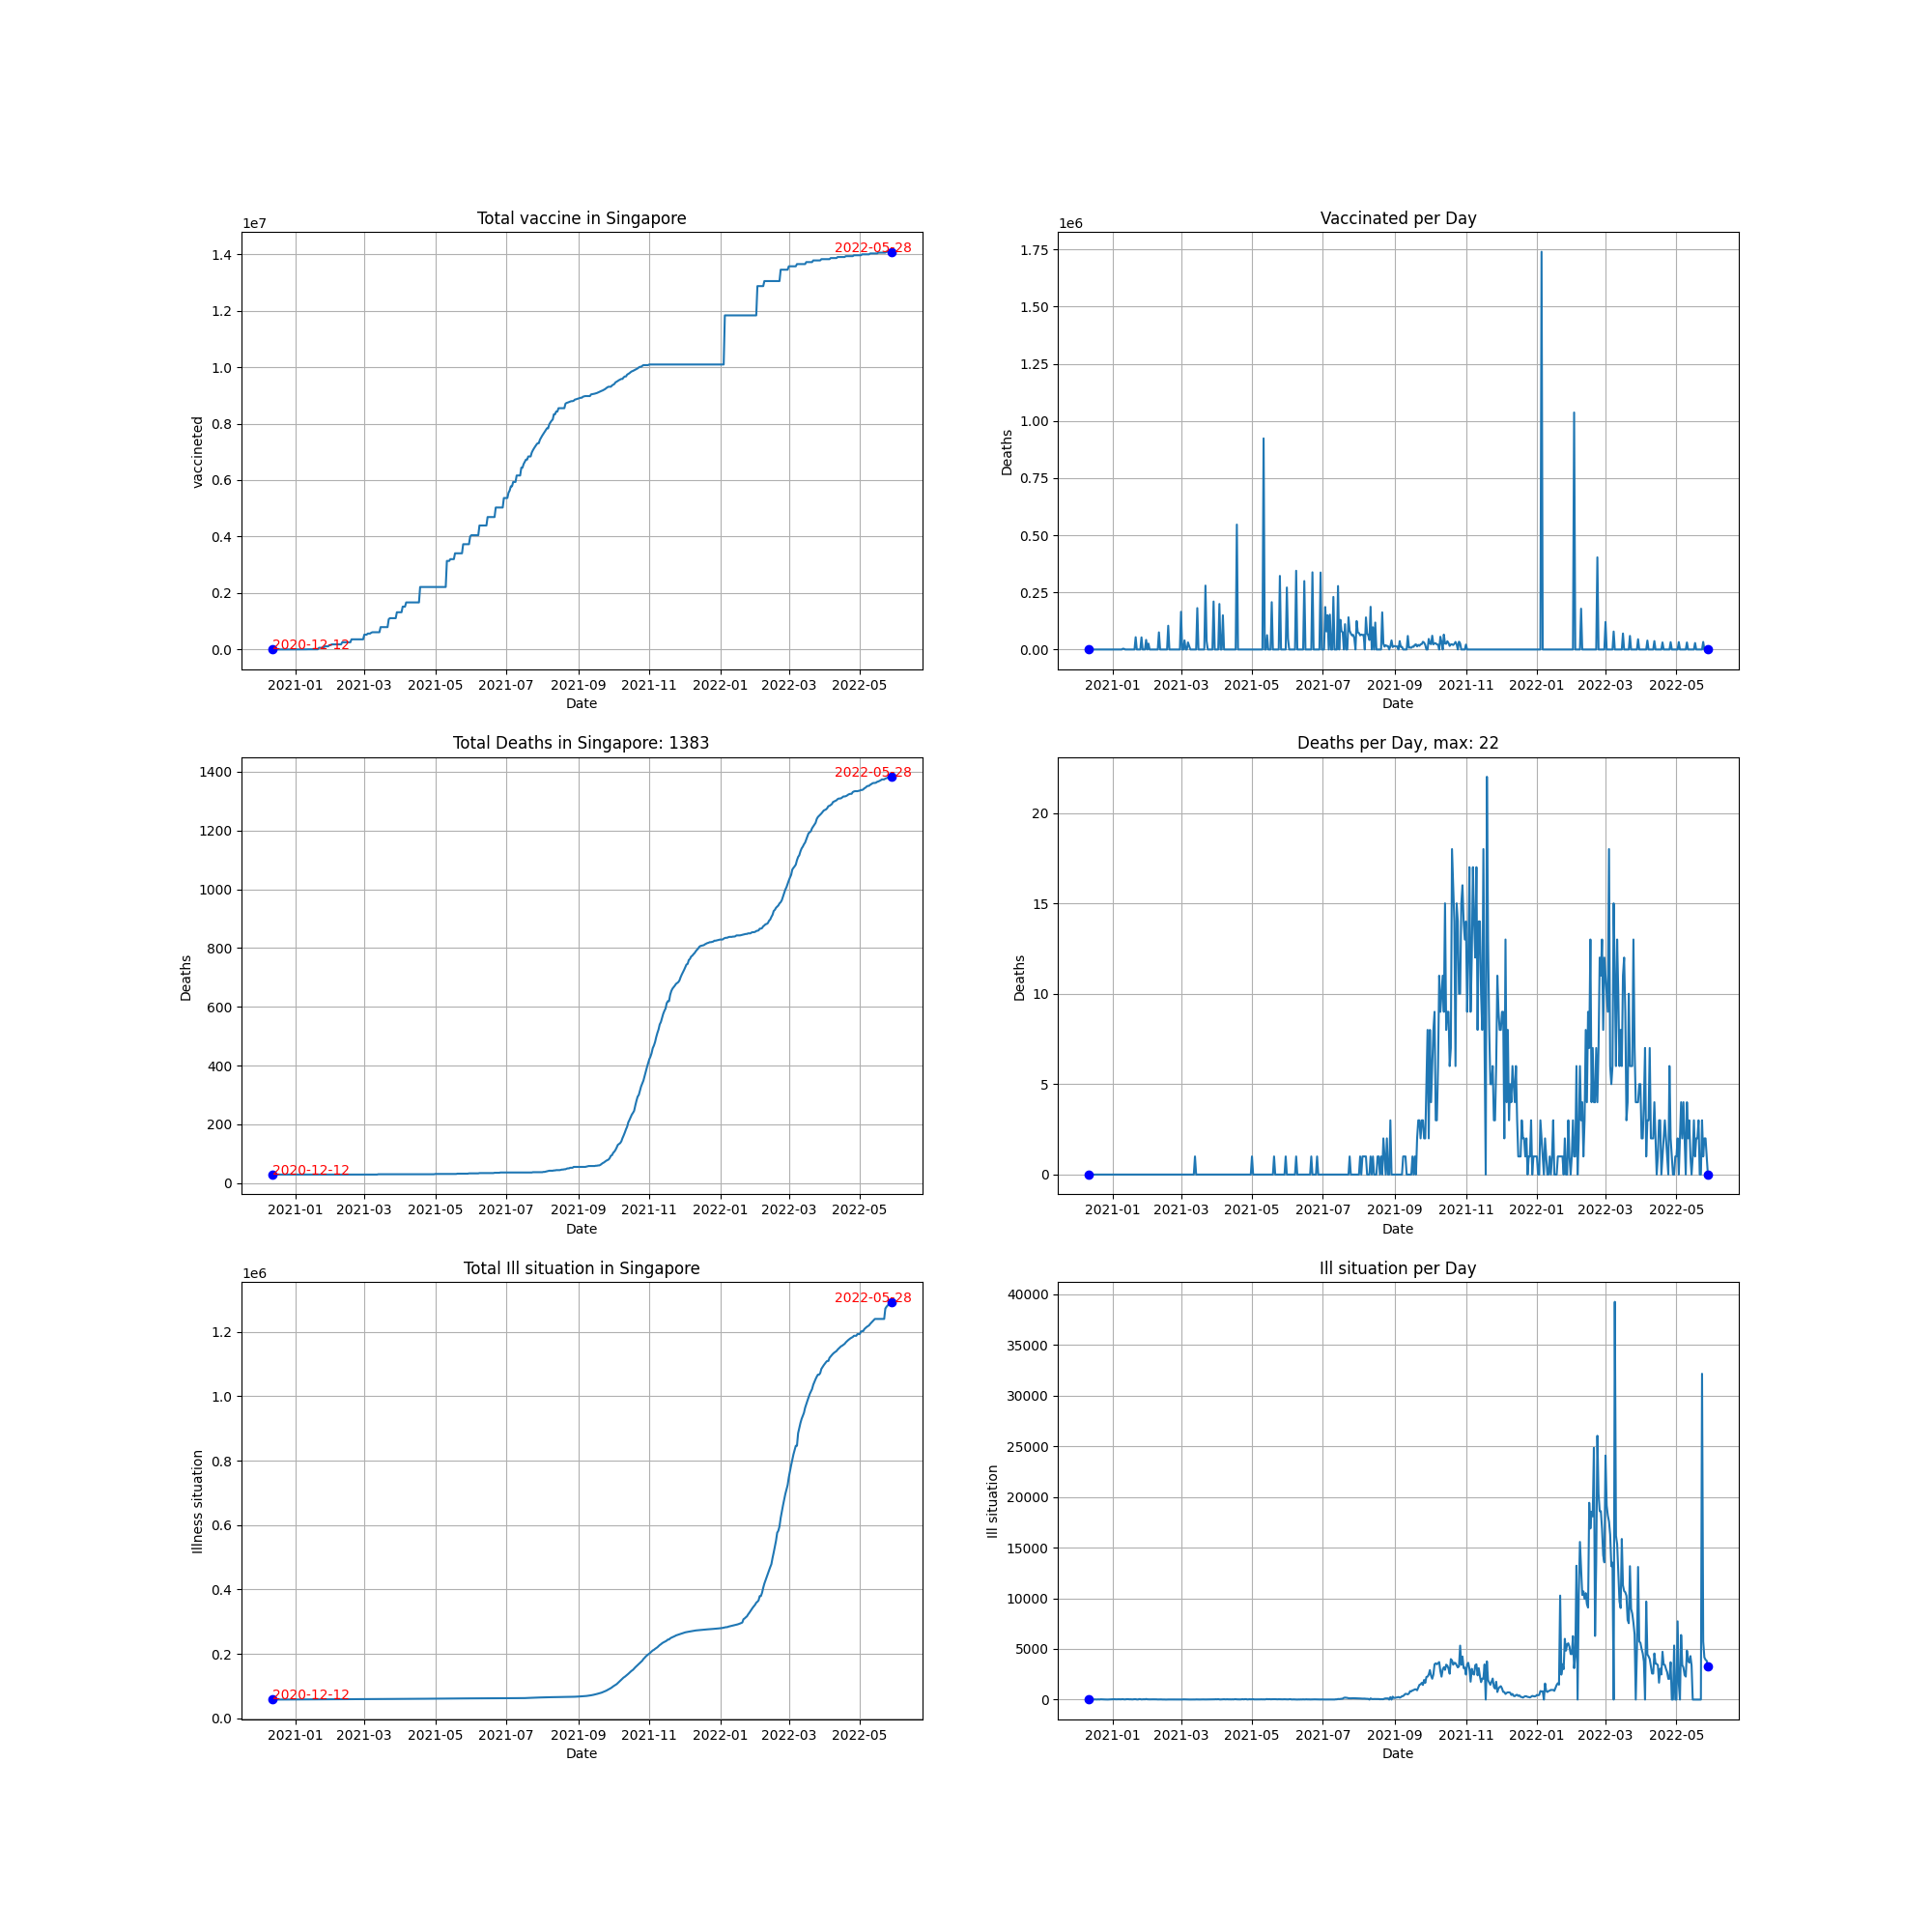 Total vaccine in Singapore
1e7
1.4
1.2
1.0
0.8
0.6
0.4
0.2
0.0
vaccineted
2020-12-12
2022-05-28
2021-01 2021-03 2021-05 2021-07 2021-09 2021-11 2022-01 2022-03 2022-05
Date
Vaccinated per Day
1e6
1.75
1.50
1.25
1.00
0.75
0.50
0.25
0.00
Deaths
2021-01 2021-03 2021-05 2021-07 2021-09 2021-11 2022-01 2022-03 2022-05
Date
Total Deaths in Singapore: 1383
1400
1200
1000
800
600
400
200
0
Deaths
2020-12-12
2022-05-28
2021-01 2021-03 2021-05 2021-07 2021-09 2021-11 2022-01 2022-03 2022-05
Date
Deaths per Day, max: 22
20
15
10
5
0
Deaths
2021-01 2021-03 2021-05 2021-07 2021-09 2021-11 2022-01 2022-03 2022-05
Date
Total Ill situation in Singapore
1e6
1.2
1.0
0.8
0.6
0.4
0.2
0.0
Illness situation
2020-12-12
2022-05-28
2021-01 2021-03 2021-05 2021-07 2021-09 2021-11 2022-01 2022-03 2022-05
Date
Ill situation per Day
40000
35000
30000
25000
20000
15000
10000
5000
0
Ill situation
2021-01 2021-03 2021-05 2021-07 2021-09 2021-11 2022-01 2022-03 2022-05
Date